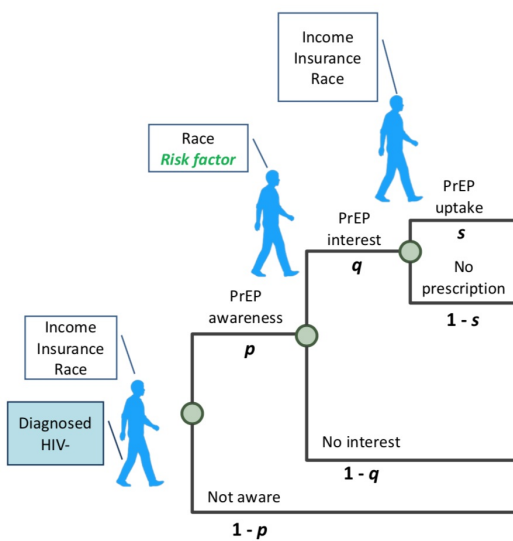 Income
Insurance
Race
Race
Risk factor
PrEP
uptake
s
PrEP
interest
q
No
prescription
1 - s
PrEP
awareness
p
Income
Insurance
Race
Diagnosed
HIV-
No interest
1 - q
Not aware
1 - p